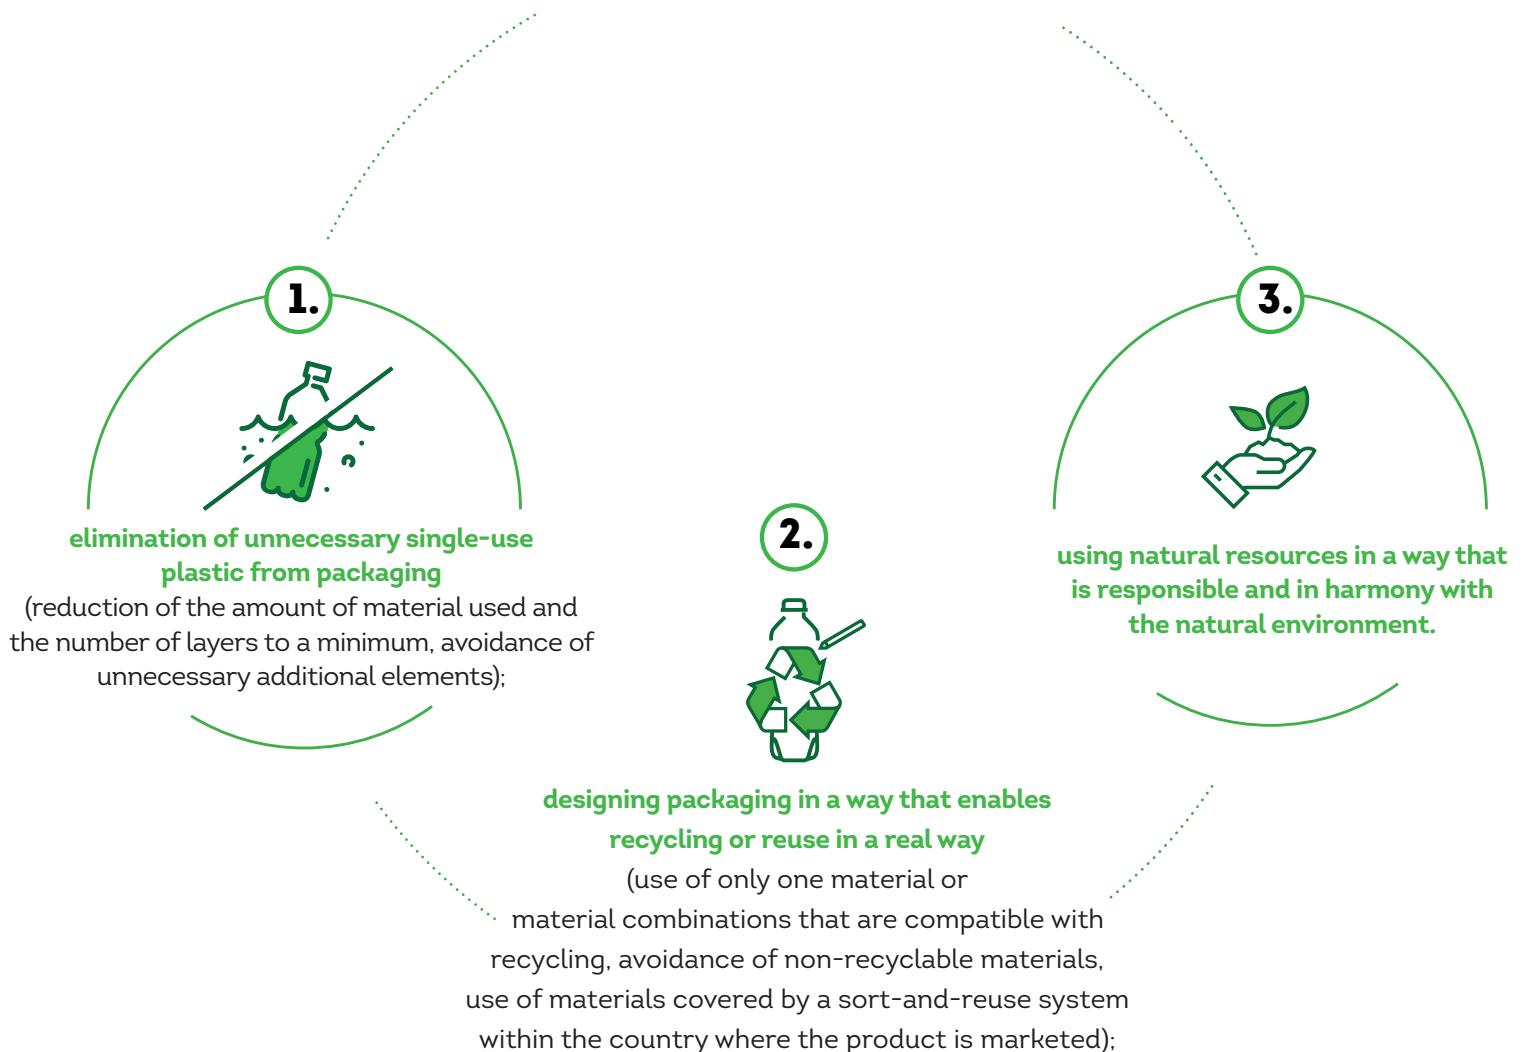 1.
elimination of unnecessary single-use
plastic from packaging
(reduction of the amount of material used and
the number of layers to a minimum, avoidance of
unnecessary additional elements);
2.
designing packaging in a way that enables
recycling or reuse in a real way
(use of only one material or
material combinations that are compatible with
recycling, avoidance of non-recyclable materials,
use of materials covered by a sort-and-reuse system
within the country where the product is marketed);
3.
using natural resources in a way that
is responsible and in harmony with
the natural environment.